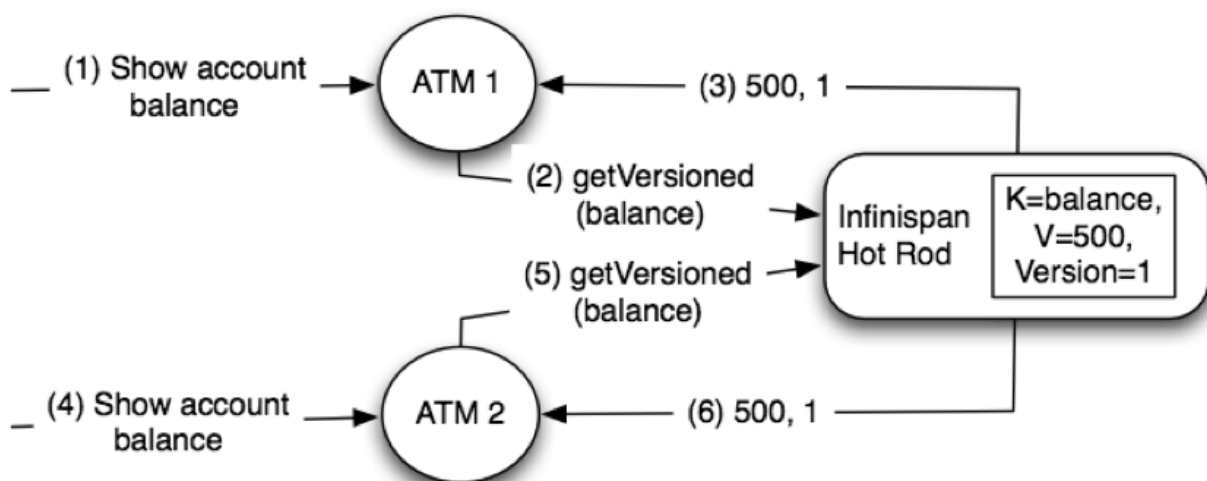 (1) Show account
balance
ATM 1
(3) 500, 1
(2) getVersioned
(balance)
Infinispan
Hot Rod
K=balance,
V=500,
Version=1
(5) getVersioned
(balance)
(4) Show account
balance
ATM 2
(6) 500, 1